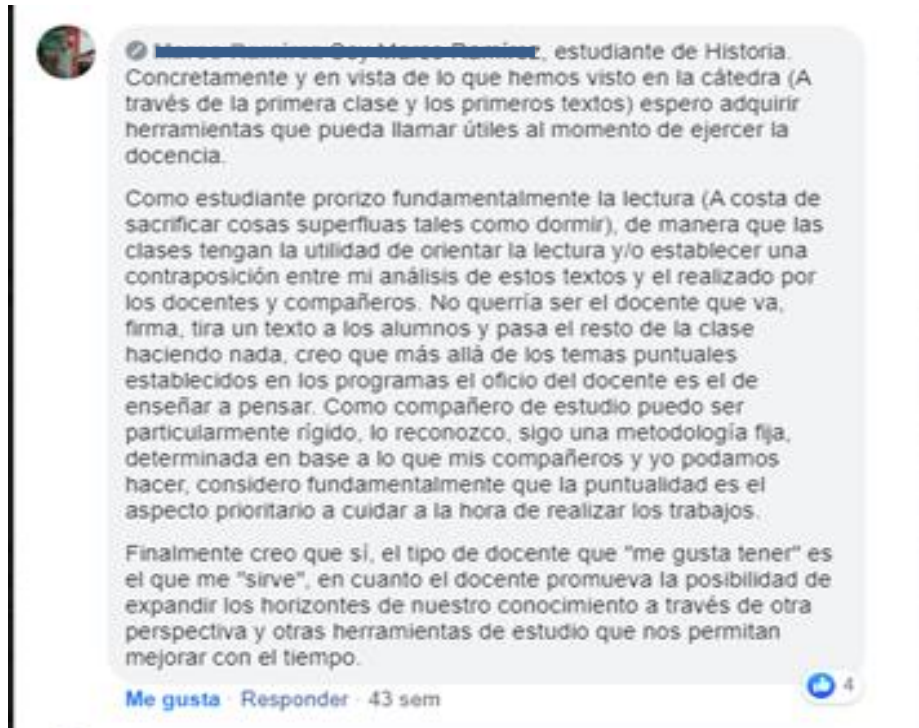 , estudiante de Historia.
Concretamente y en vista de lo que hemos visto en la cátedra (A
través de la primera clase y los primeros textos) espero adquirir
herramientas que pueda llamar útiles al momento de ejercer la
docencia.
Como estudiante prorizo fundamentalmente la lectura (A costa de
sacrificar cosas superfluas tales como dormir), de manera que las
clases tengan la utilidad de orientar la lectura y/o establecer una
contraposición entre mi análisis de estos textos y el realizado por
los docentes y compañeros. No querría ser el docente que va,
firma, tira un texto a los alumnos y pasa el resto de la clase
haciendo nada, creo que más allá de los temas puntuales
establecidos en los programas el oficio del docente es el de
enseñar a pensar. Como compañero de estudio puedo ser
particularmente rígido, lo reconozco, sigo una metodología fija,
determinada en base a lo que mis compañeros y yo podamos
hacer, considero fundamentalmente que la puntualidad es el
aspecto prioritario a cuidar a la hora de realizar los trabajos.
Finalmente creo que sí, el tipo de docente que "me gusta tener" es
el que me "sirve", en cuanto el docente promueva la posibilidad de
expandir los horizontes de nuestro conocimiento a través de otra
perspectiva y otras herramientas de estudio que nos permitan
mejorar con el tiempo.
4
Me gusta · Responder · 43 sem